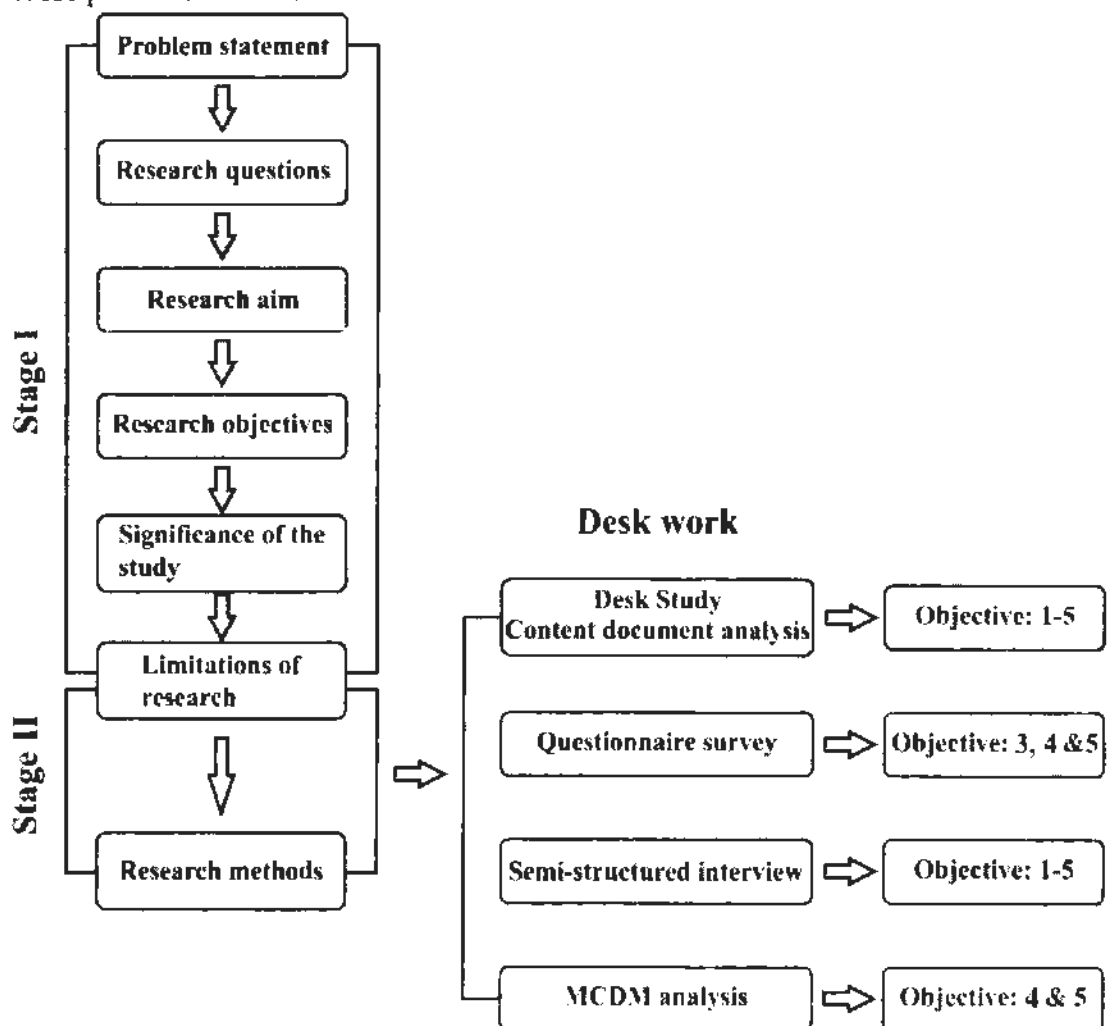 Problem statement
Research questions
Research aim
Research objectives
Significance of the
study
Limitations of
research
Research methods
Stage I
Stage II
Desk work
Desk Study
Content document analysis
Objective: 1-5
Questionnaire survey
Objective: 3, 4 &5
Semi-structured interview
Objective: 1-5
MCDM analysis
Objective: 4 & 5